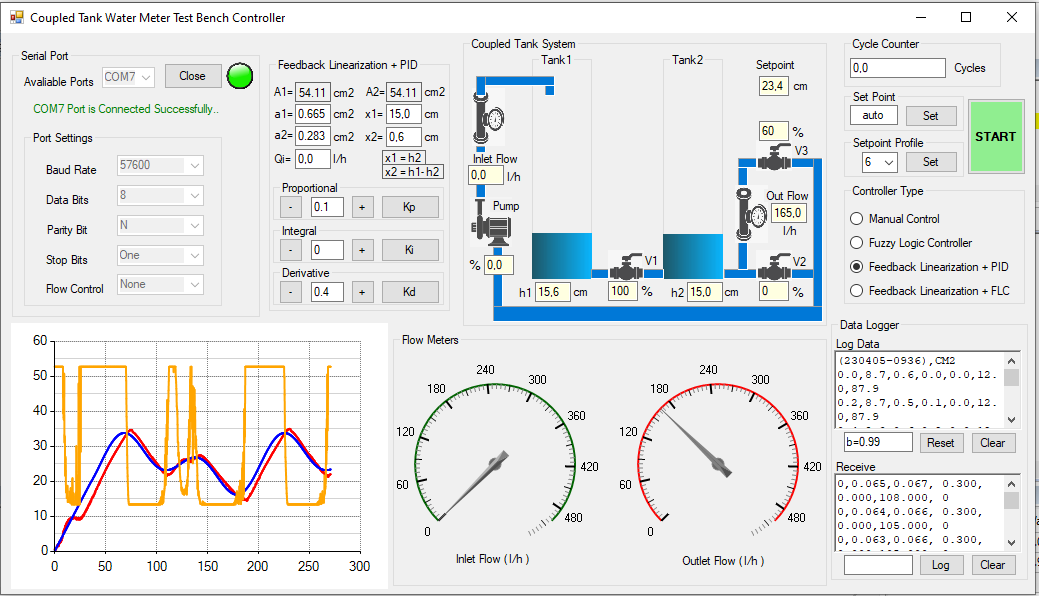 Coupled Tank Water Meter Test Bench Controller
Serial Port
Avaliable Ports COM7 Close
COM7 Port is Connected Successfully..
Port Settings
Baud Rate 57600
Data Bits 8
Parity Bit N
Stop Bits One
Flow Control None
Feedback Linearization + PID
A1= 54.11 cm2 A2= 54.11 cm2
a1= 0.665 cm2 x1= 15,0 cm
a2= 0.283 cm2 x2= 0,6 cm
Qi= 0,0 l/h
x1 = h2
x2 = h1- h2
Proportional
- 0.1 + Kp
Integral
- 0 + Ki
Derivative
- 0.4 + Kd
Coupled Tank System
Tank1
Tank2
Setpoint
23,4 cm
60 %
V3
Inlet Flow
0,0 l/h
Pump
% 0,0
Out Flow
165,0
l/h
V1
V2
h1 15,6 cm 100 % h2 15,0 cm 0 %
Cycle Counter
0,0 Cycles
Set Point
auto Set
Setpoint Profile
6 Set
START
Controller Type
Manual Control
Fuzzy Logic Controller
Feedback Linearization + PID
Feedback Linearization + FLC
60
50
40
30
20
10
0
0 50 100 150 200 250 300
Flow Meters
0 60 120 180 240 300 360 420 480
Inlet Flow ( l/h )
0 60 120 180 240 300 360 420 480
Outlet Flow ( l/h )
Data Logger
Log Data
(230405-0936),CM2
0.0,8.7,0.6,0.0,0.0,12.
0,87.9
0.2,8.7,0.5,0.1,0.0,12.
0,87.9
b=0.99 Reset Clear
Receive
0,0.065,0.067, 0.300,
0.000,108.000, 0
0,0.064,0.066, 0.300,
0.000,105.000, 0
0,0.063,0.066, 0.300,
Log Clear